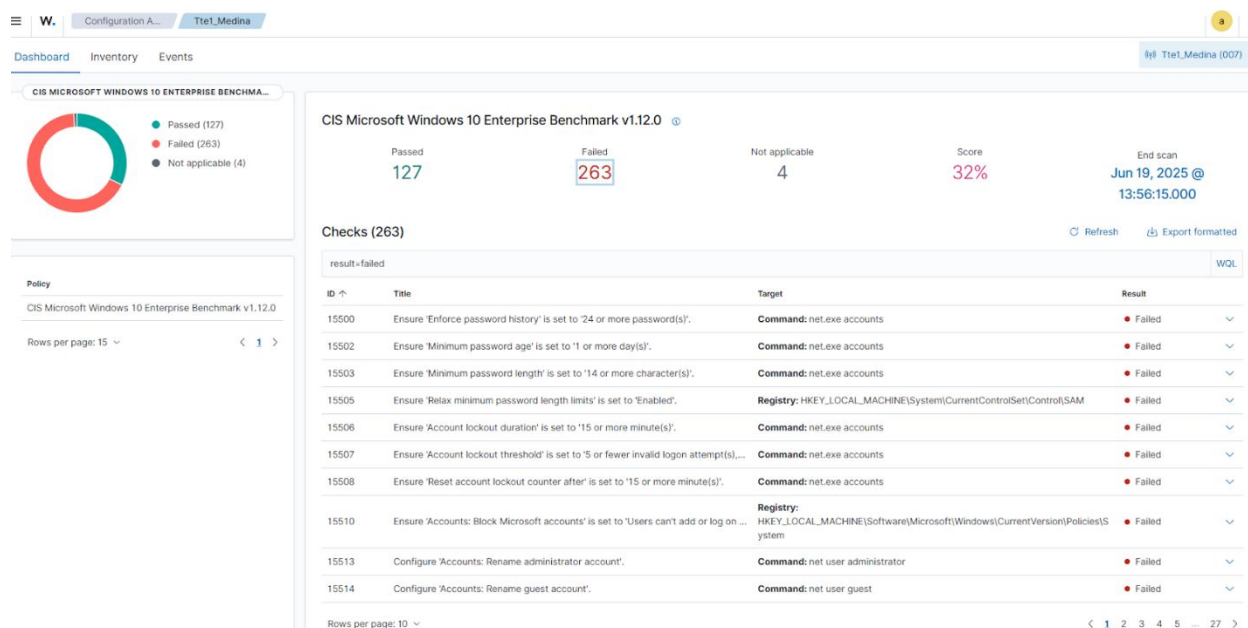 W. Configuration A... Tte1_Medina a
Dashboard Inventory Events Tte1_Medina (007)
CIS MICROSOFT WINDOWS 10 ENTERPRISE BENCHMA...
Passed (127)
Failed (263)
Not applicable (4)
Policy
CIS Microsoft Windows 10 Enterprise Benchmark v1.12.0
Rows per page: 15 1
CIS Microsoft Windows 10 Enterprise Benchmark v1.12.0
Passed Failed Not applicable Score End scan
127 263 4 32% Jun 19, 2025 @
13:56:15.000
Checks (263) Refresh Export formatted
result=failed WQL
ID Title Target Result
15500 Ensure 'Enforce password history' is set to '24 or more password(s)'. Command: net.exe accounts Failed
15502 Ensure 'Minimum password age' is set to '1 or more day(s)'. Command: net.exe accounts Failed
15503 Ensure 'Minimum password length' is set to '14 or more character(s)'. Command: net.exe accounts Failed
15505 Ensure 'Relax minimum password length limits' is set to 'Enabled'. Registry: HKEY_LOCAL_MACHINE\System\CurrentControlSet\Control\SAM Failed
15506 Ensure 'Account lockout duration' is set to '15 or more minute(s)'. Command: net.exe accounts Failed
15507 Ensure 'Account lockout threshold' is set to '5 or fewer invalid logon attempt(s),... Command: net.exe accounts Failed
15508 Ensure 'Reset account lockout counter after' is set to '15 or more minute(s)'. Command: net.exe accounts Failed
Registry:
15510 Ensure 'Accounts: Block Microsoft accounts' is set to 'Users can't add or log on ... HKEY_LOCAL_MACHINE\Software\Microsoft\Windows\CurrentVersion\Policies\S Failed
ystem
15513 Configure 'Accounts: Rename administrator account'. Command: net user administrator Failed
15514 Configure 'Accounts: Rename guest account'. Command: net user guest Failed
Rows per page: 10 1 2 3 4 5 ... 27